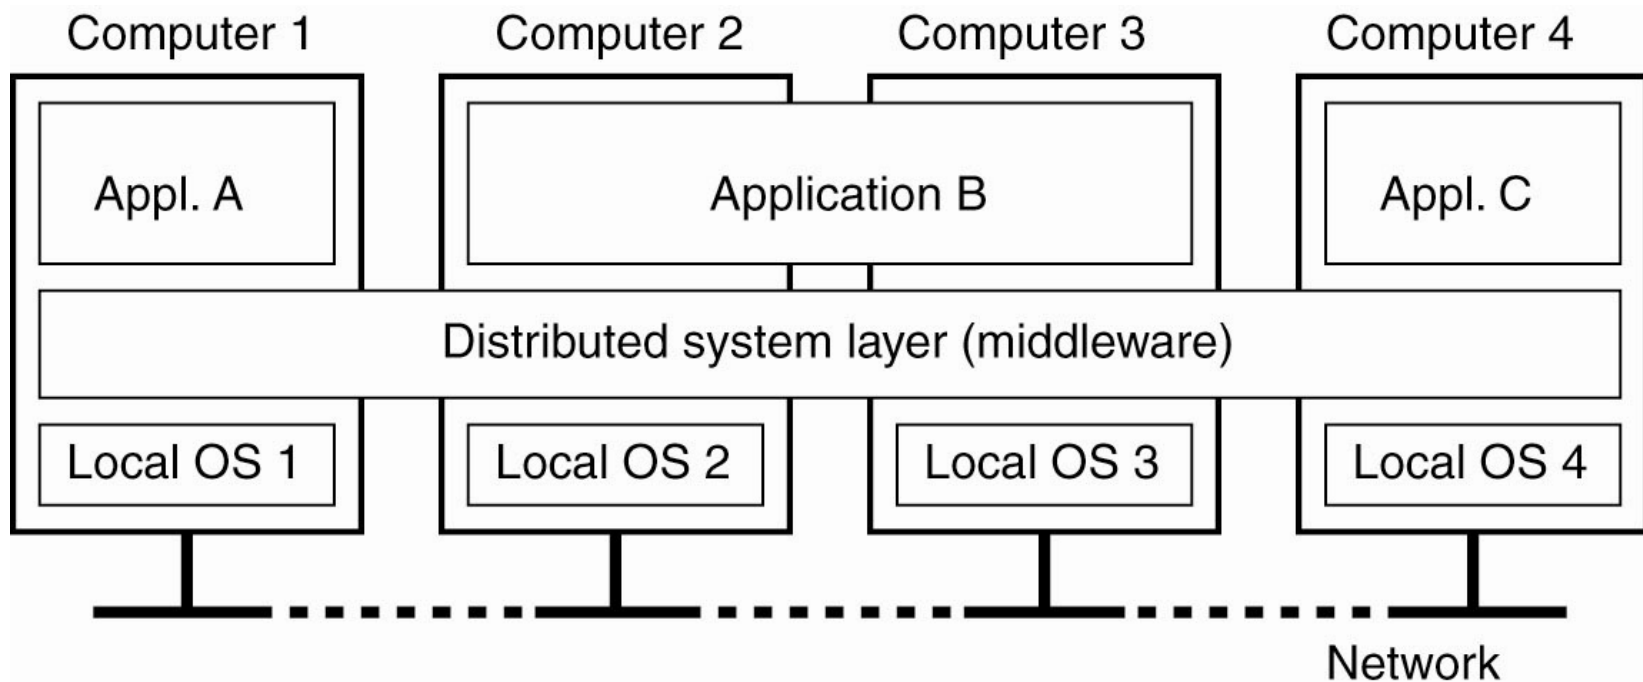 Computer 1
Computer 2
Computer 3
Computer 4
Appl. A
Application B
Appl. C
Distributed system layer (middleware)
Local OS 1
Local OS 2
Local OS 3
Local OS 4
Network